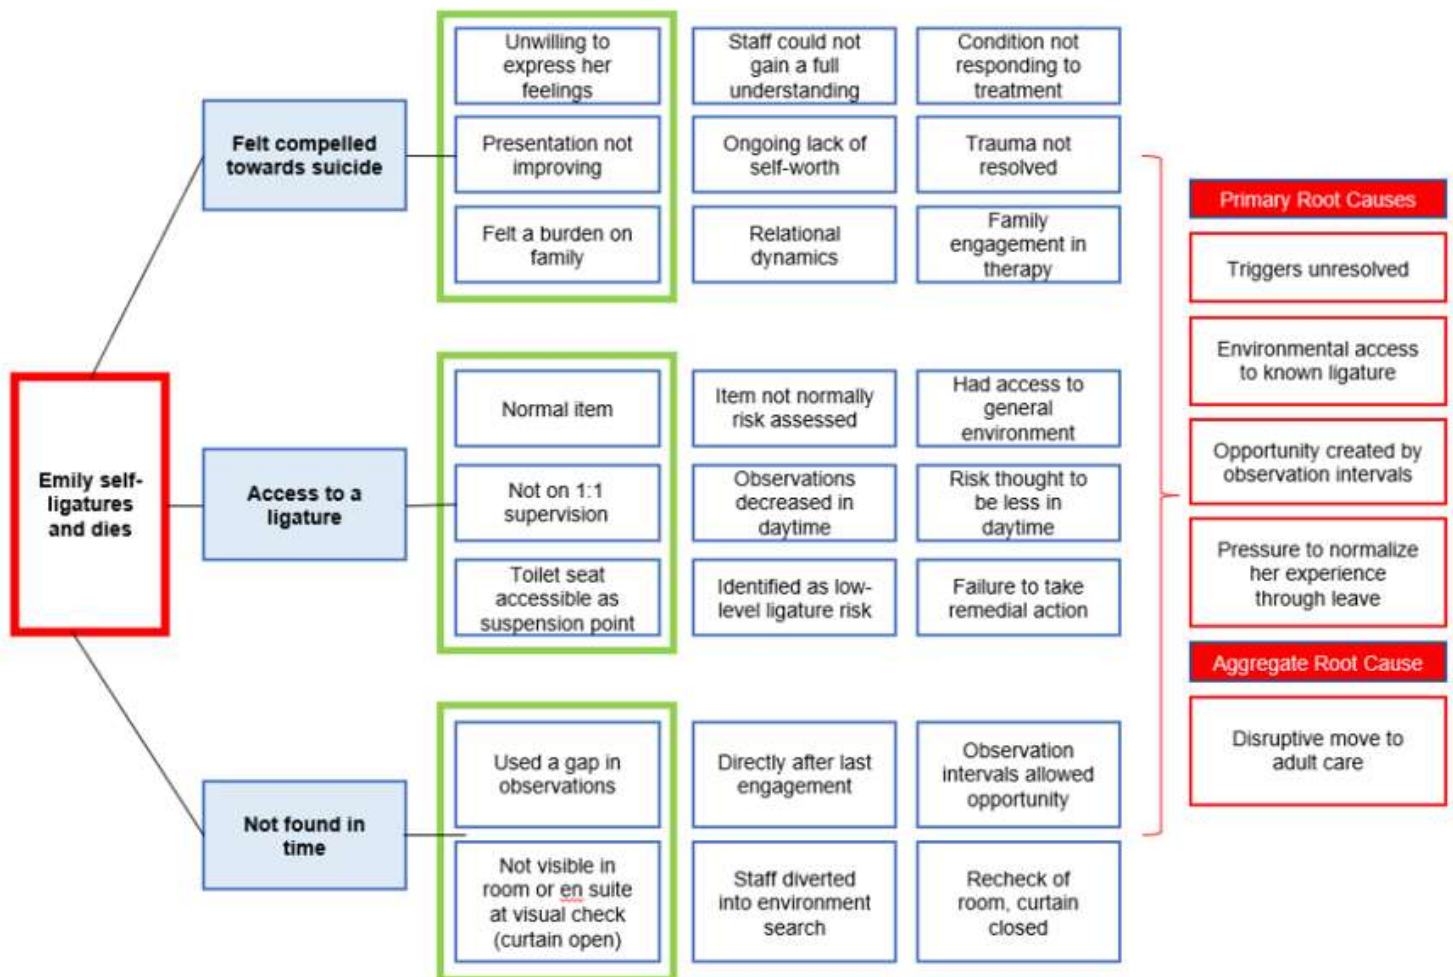 Unwilling to
express her
feelings
Staff could not
gain a full
understanding
Condition not
responding to
treatment
Felt compelled
towards suicide
Presentation not
improving
Ongoing lack of
self-worth
Trauma not
resolved
Felt a burden on
family
Relational
dynamics
Family
engagement in
therapy
Emily self-
ligatures
and dies
Access to a
ligature
Normal item
Item not normally
risk assessed
Had access to
general
environment
Not on 1:1
supervision
Observations
decreased in
daytime
Risk thought to
be less in
daytime
Toilet seat
accessible as
suspension point
Identified as low-
level ligature risk
Failure to take
remedial action
Not found in
time
Used a gap in
observations
Directly after last
engagement
Observation
intervals allowed
opportunity
Not visible in
room or en suite
at visual check
(curtain open)
Staff diverted
into environment
search
Recheck of
room, curtain
closed
Primary Root Causes
Triggers unresolved
Environmental access
to known ligature
Opportunity created by
observation intervals
Pressure to normalize
her experience
through leave
Aggregate Root Cause
Disruptive move to
adult care